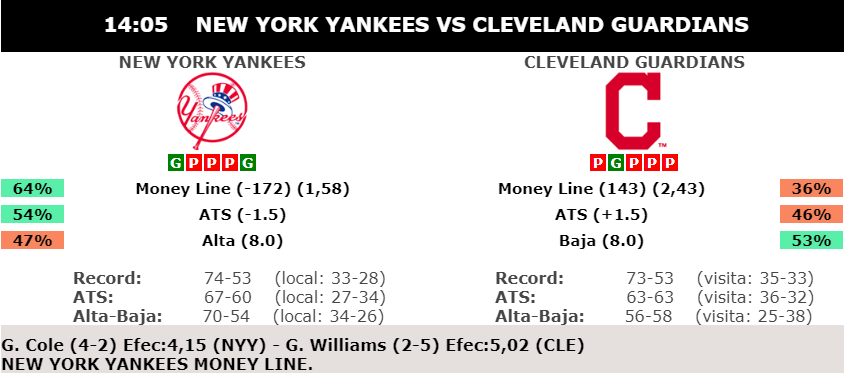 14:05 NEW YORK YANKEES VS CLEVELAND GUARDIANS
NEW YORK YANKEES CLEVELAND GUARDIANS
Yankees C TM
G P P P G P G P P P
64% Money Line (-172) (1,58) Money Line (143) (2,43) 36%
54% ATS (-1.5) ATS (+1.5) 46%
47% Alta (8.0) Baja (8.0) 53%
Record: 74-53 (local: 33-28) Record: 73-53 (visita: 35-33)
ATS: 67-60 (local: 27-34) ATS: 63-63 (visita: 36-32)
Alta-Baja: 70-54 (local: 34-26) Alta-Baja: 56-58 (visita: 25-38)
G. Cole (4-2) Efec:4,15 (NYY) - G. Williams (2-5) Efec:5,02 (CLE)
NEW YORK YANKEES MONEY LINE.